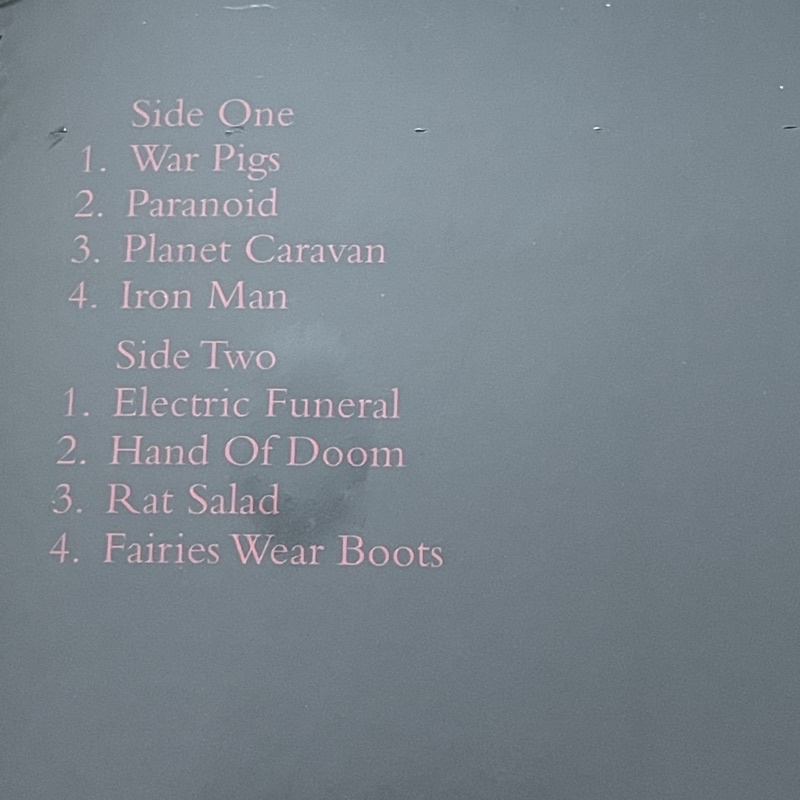 Side One
1. War Pigs
2. Paranoid
3. Planet Caravan
4. Iron Man
Side Two
1. Electric Funeral
2. Hand Of Doom
3. Rat Salad
4. Fairies Wear Boots